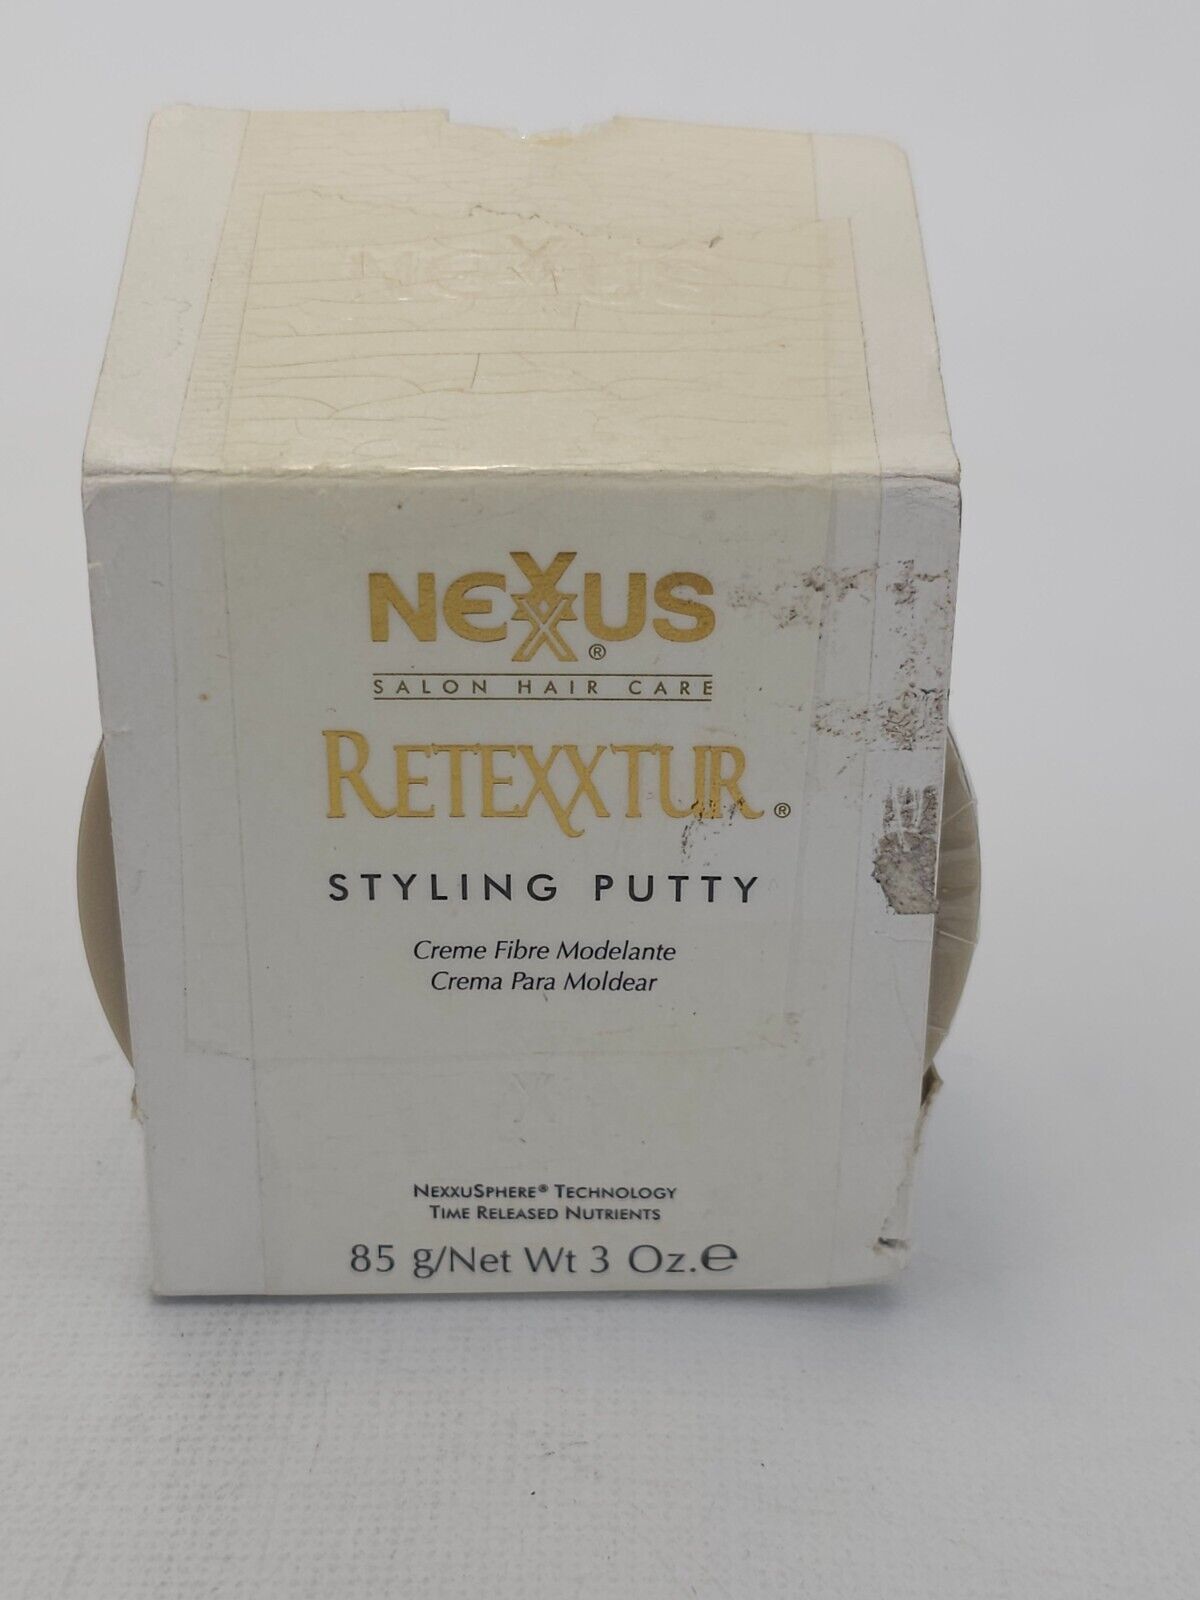 NEXXUS
NEXXUS®
SALON HAIR CARE
RETEXXTUR®
STYLING PUTTY
Creme Fibre Modelante
Crema Para Moldear
NEXXUSPHERE® TECHNOLOGY
TIME RELEASED NUTRIENTS
85 g/Net Wt 3 Oz.℮